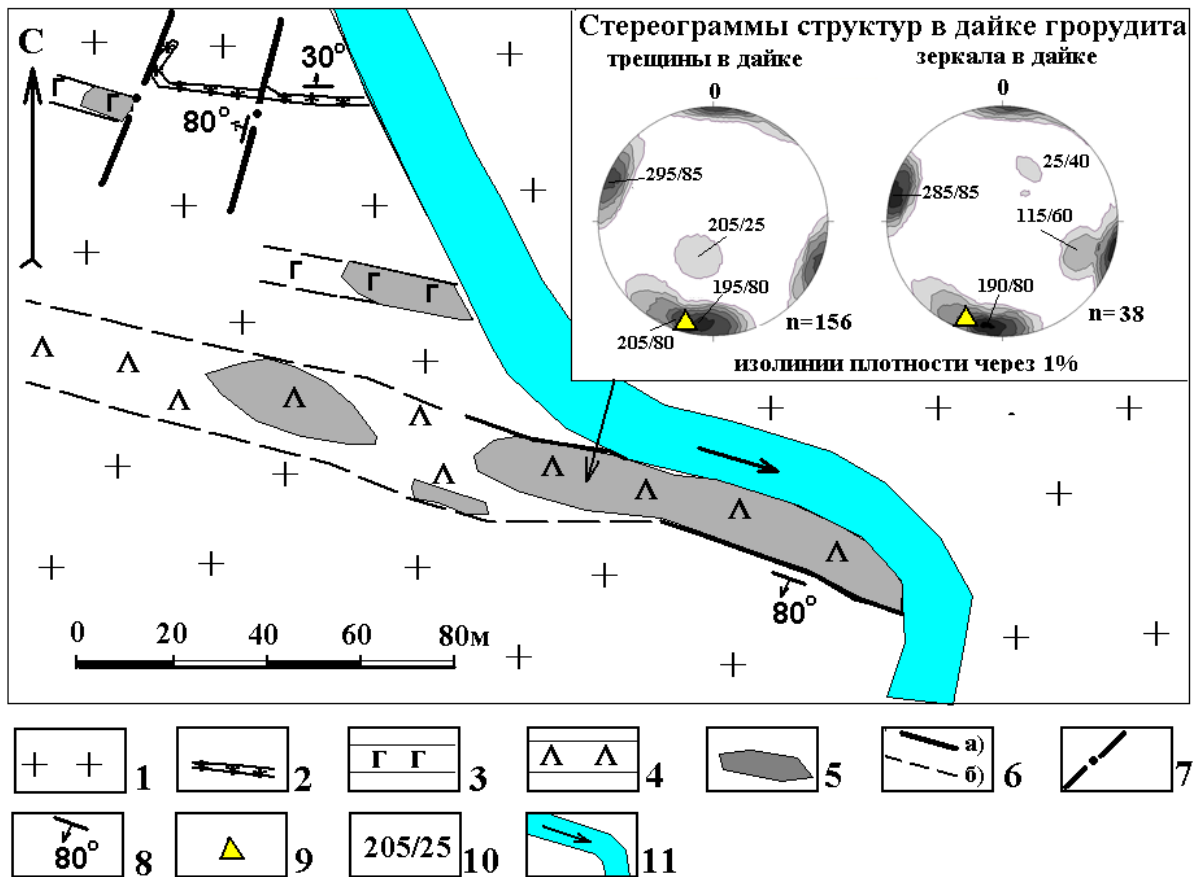 С
30°
80°
Г
Г
Г
Г
Г
Стереограммы структур в дайке грорудита
трещины в дайке
зеркала в дайке
0
0
295/85
205/25
195/80
205/80
n=156
25/40
285/85
115/60
190/80
n=38
изолинии плотности через 1%
Λ
Λ
Λ
Λ
Λ
Λ
Λ
Λ
Λ
Λ
80°
0
20
40
60
80м
1
2
Г Г
3
Λ Λ
4
5
а)
б)
6
7
80°
8
9
205/25
10
11